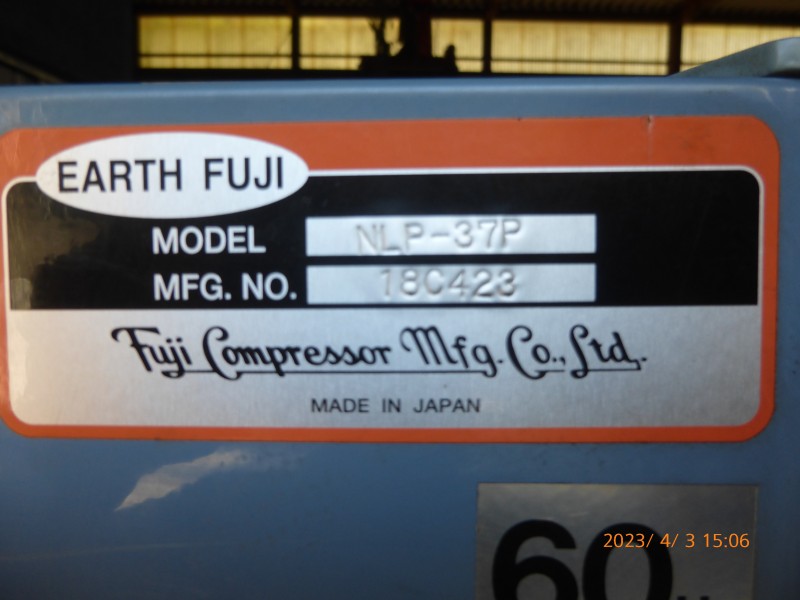 EARTH FUJI
MODEL NLP-37P
MFG. NO. 18C423
Fuji Compressor Mfg. Co., Ltd.
MADE IN JAPAN
60
2023/ 4/ 3 15:06